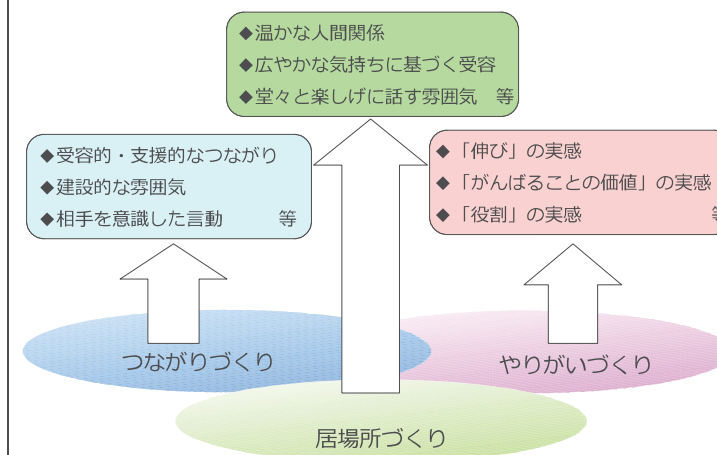 ◆温かな人間関係
◆広やかな気持ちに基づく受容
◆堂々と楽しげに話す雰囲気　等
◆受容的・支援的なつながり
◆建設的な雰囲気
◆相手を意識した言動　　　等
◆「伸び」の実感
◆「がんばることの価値」の実感
◆「役割」の実感　　　　　　　等
つながりづくり
やりがいづくり
居場所づくり